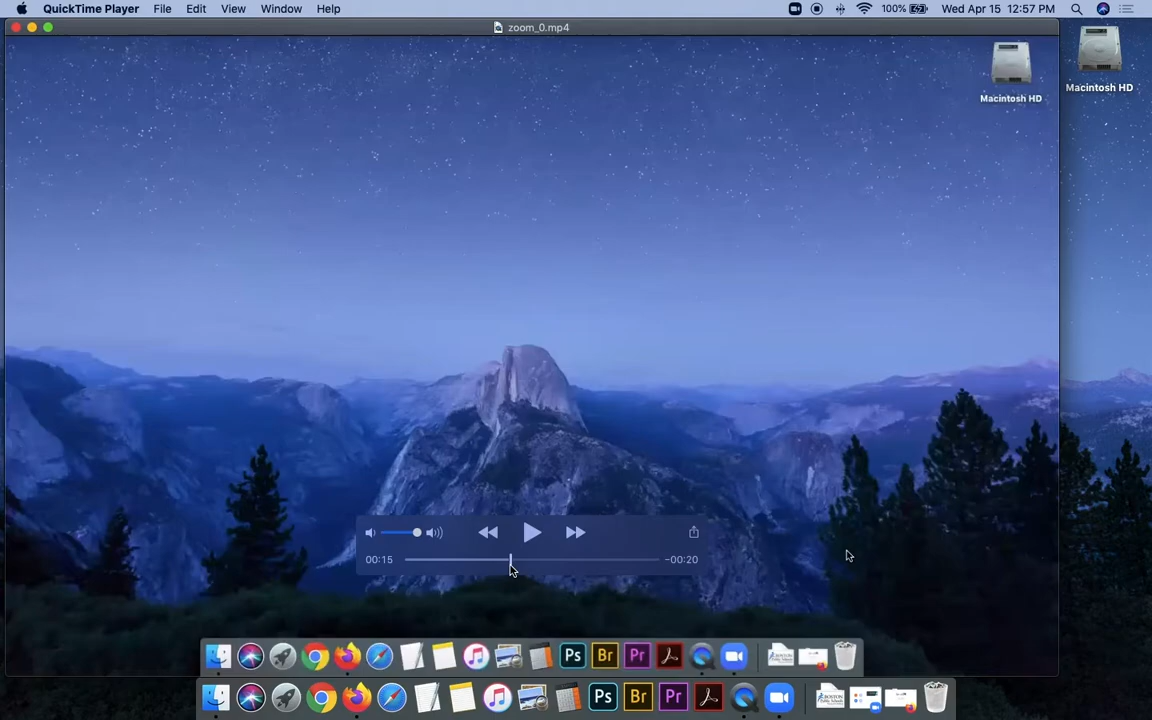 QuickTime Player File Edit View Window Help 100% Wed Apr 15 12:57 PM
zoom_0.mp4
Macintosh HD
Macintosh HD
00:15 -00:20
Ps Br Pr
Ps Br Pr